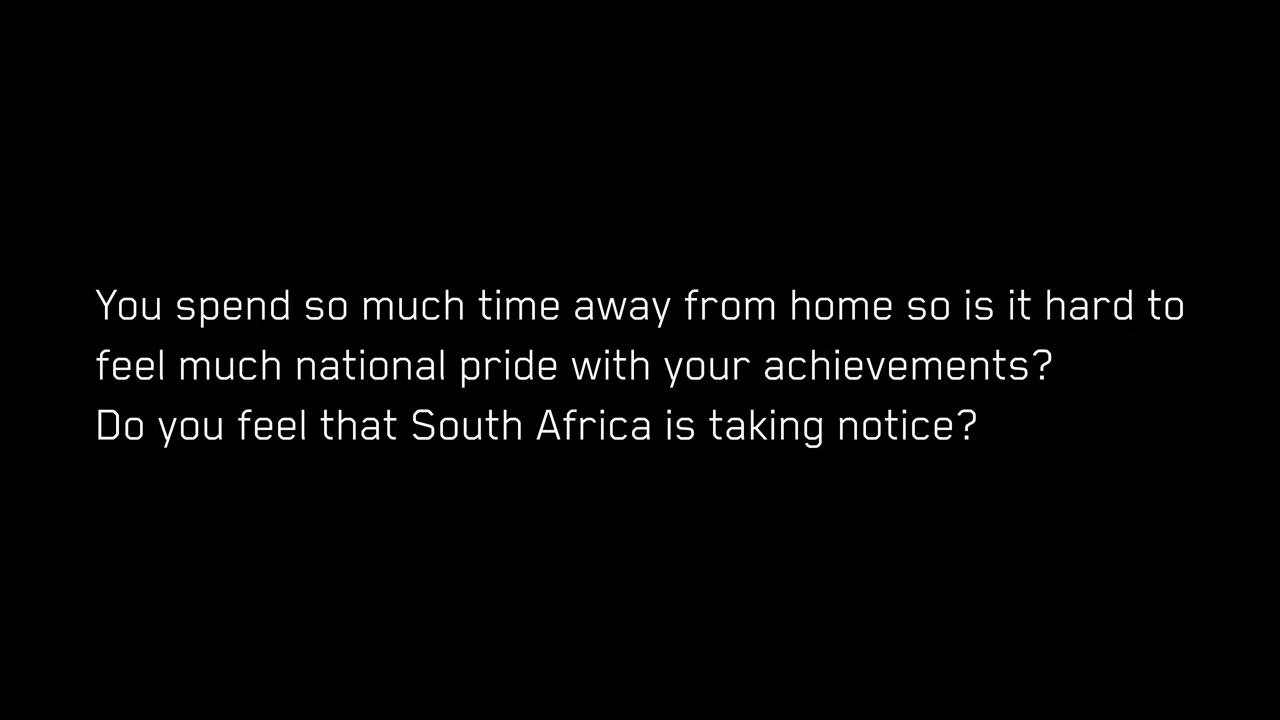 You spend so much time away from home so is it hard to
feel much national pride with your achievements?
Do you feel that South Africa is taking notice?